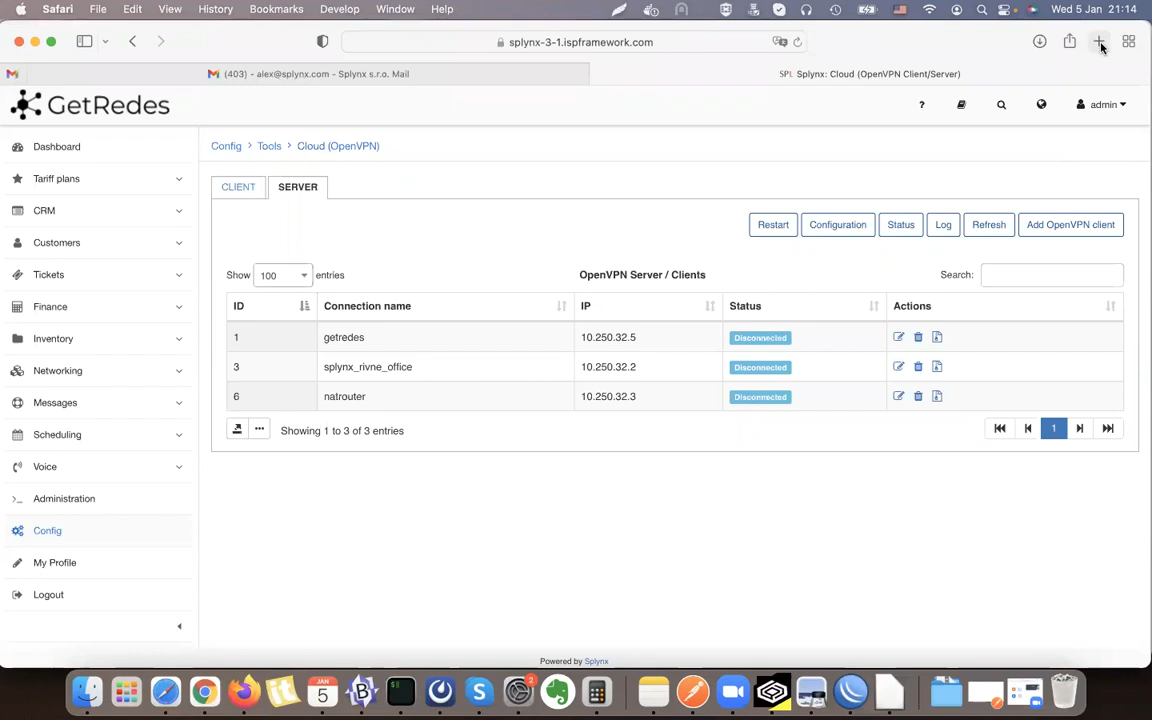 Safari File Edit View History Bookmarks Develop Window Help Wed 5 Jan 21:14
splynx-3-1.ispframework.com
(403) - alex@splynx.com - Splynx s.r.o. Mail
SPL Splynx: Cloud (OpenVPN Client/Server)
GetRedes
? admin
Dashboard
Tariff plans
CRM
Customers
Tickets
Finance
Inventory
Networking
Messages
Scheduling
Voice
Administration
Config
My Profile
Logout
Config > Tools > Cloud (OpenVPN)
CLIENT SERVER
Restart Configuration Status Log Refresh Add OpenVPN client
Show 100 entries OpenVPN Server / Clients Search:
ID Connection name IP Status Actions
1 getredes 10.250.32.5 Disconnected
3 splynx_rivne_office 10.250.32.2 Disconnected
6 natrouter 10.250.32.3 Disconnected
... Showing 1 to 3 of 3 entries 1
Powered by Splynx
JAN
5
2